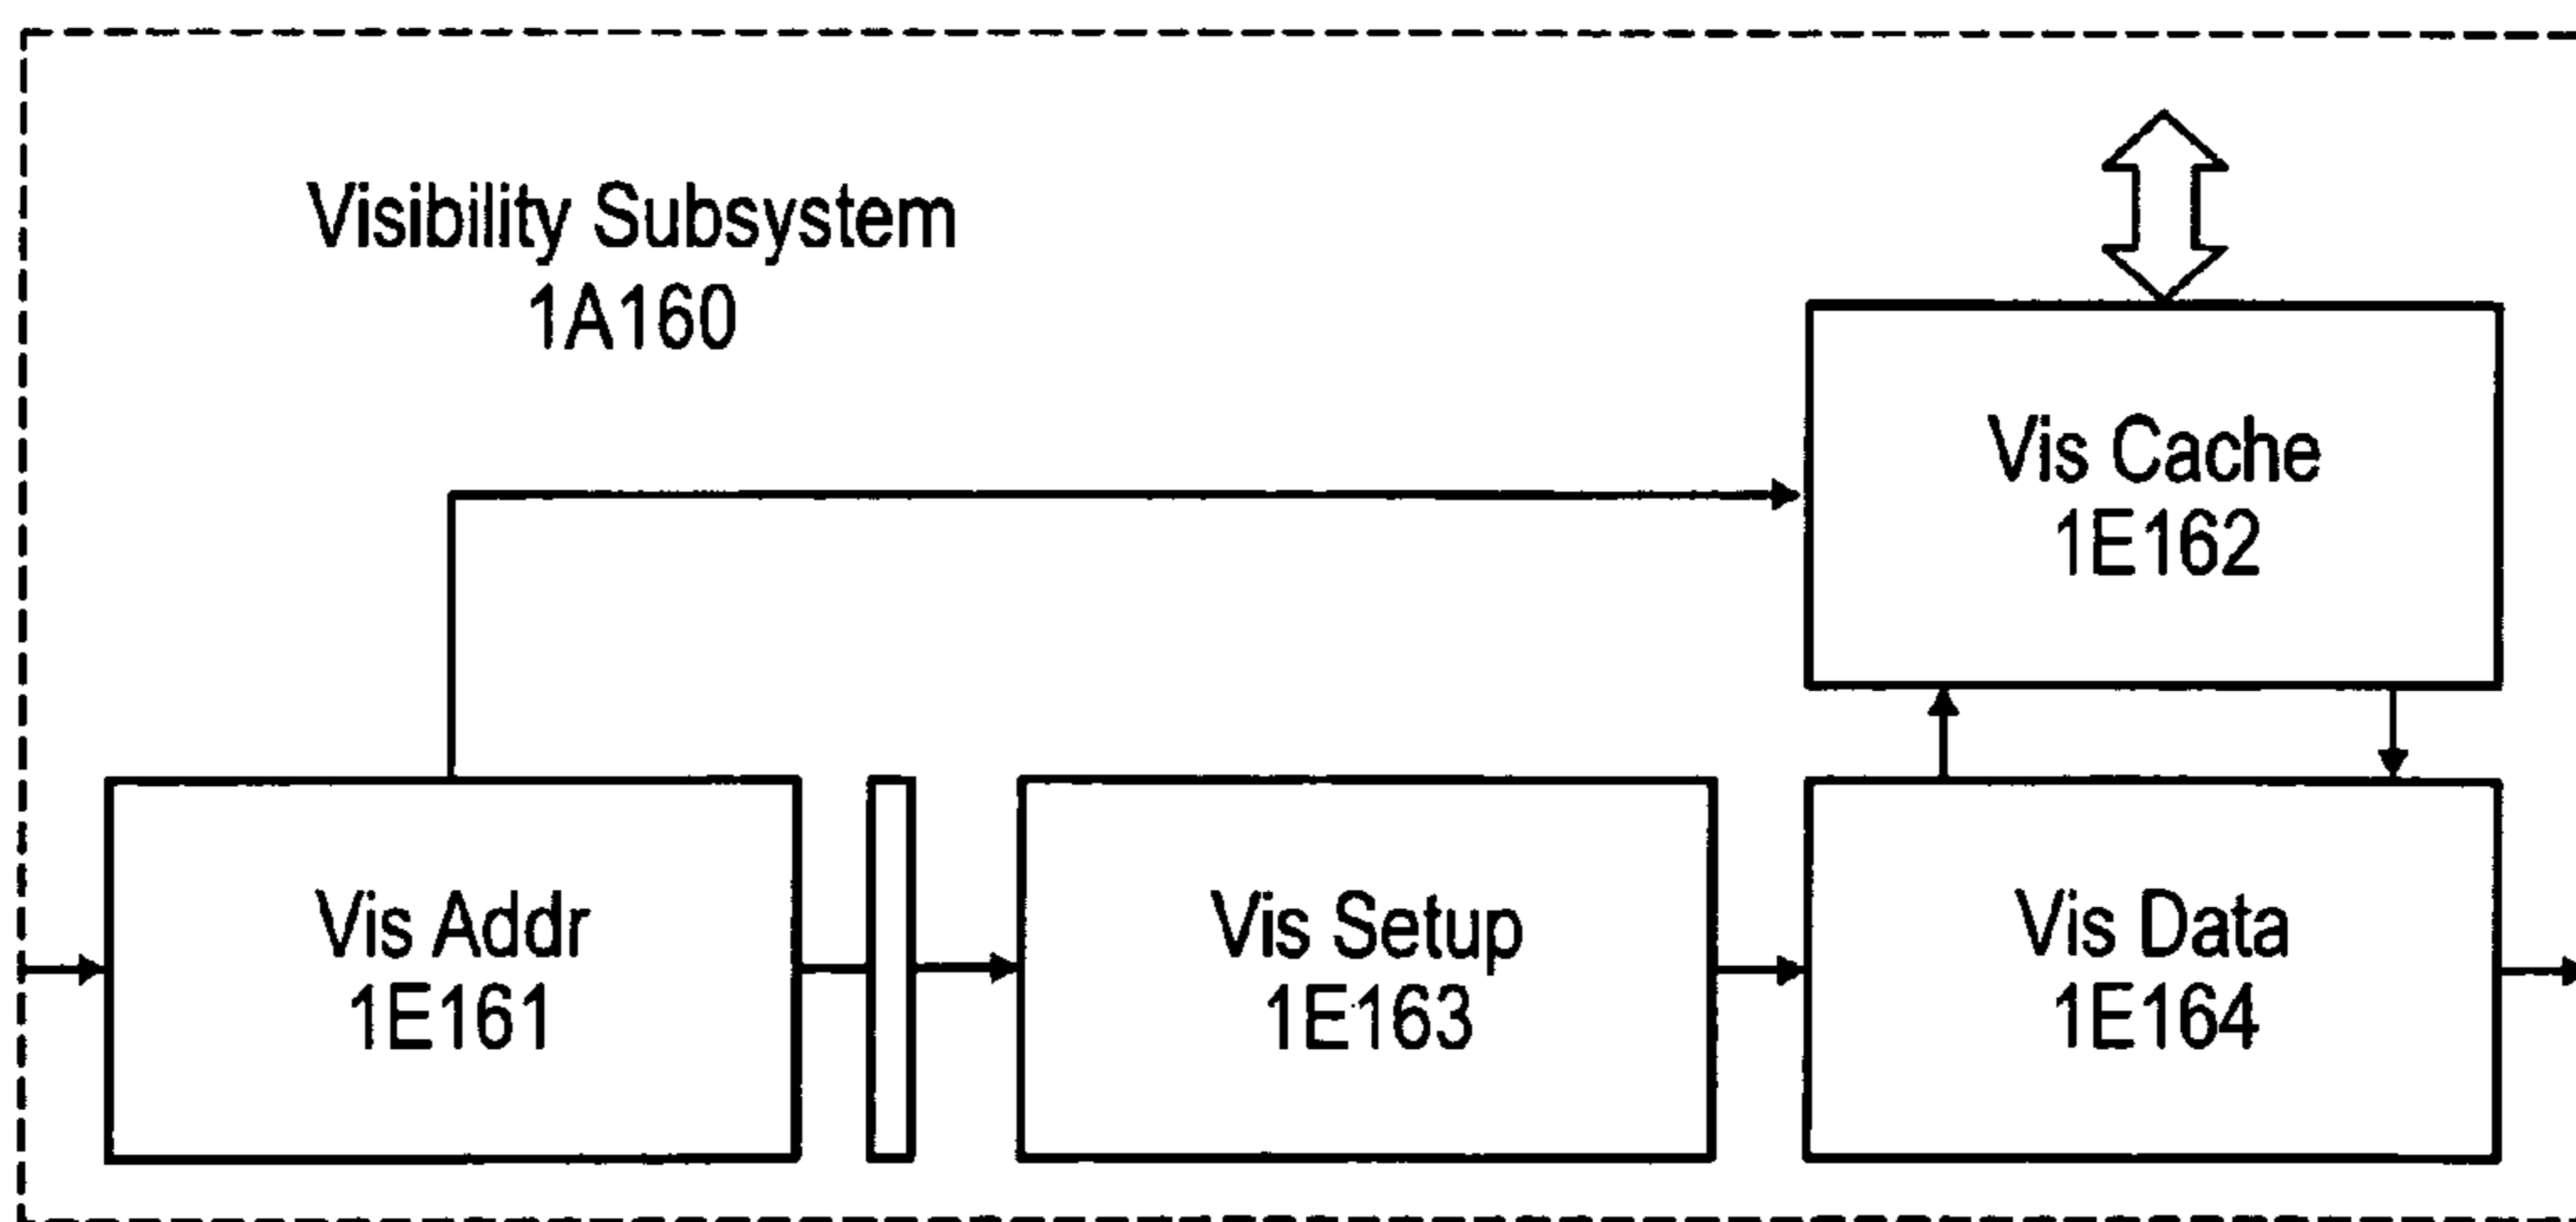 Visibility Subsystem
1A160
Vis Cache
1E162
Vis Addr
1E161
Vis Setup
1E163
Vis Data
1E164